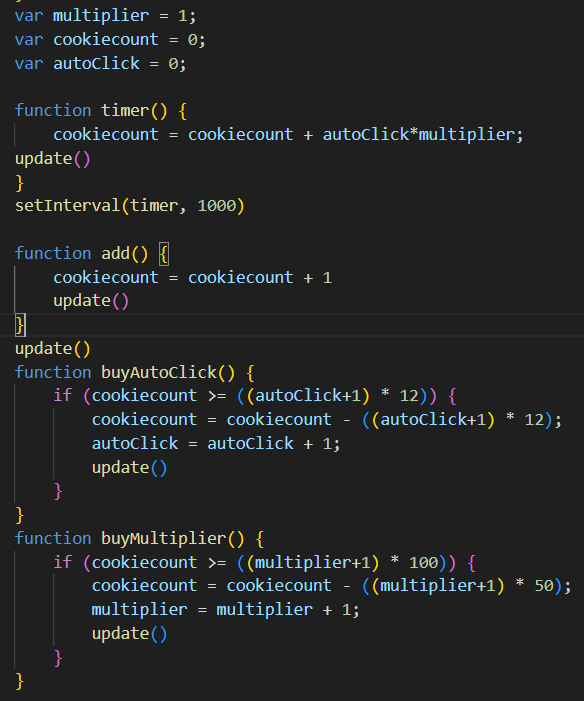 }
var multiplier = 1;
var cookiecount = 0;
var autoClick = 0;

function timer() {
    cookiecount = cookiecount + autoClick*multiplier;
update()
}
setInterval(timer, 1000)

function add() {
    cookiecount = cookiecount + 1
    update()
}
update()
function buyAutoClick() {
    if (cookiecount >= ((autoClick+1) * 12)) {
        cookiecount = cookiecount - ((autoClick+1) * 12);
        autoClick = autoClick + 1;
        update()
    }
}
function buyMultiplier() {
    if (cookiecount >= ((multiplier+1) * 100)) {
        cookiecount = cookiecount - ((multiplier+1) * 50);
        multiplier = multiplier + 1;
        update()
    }
}